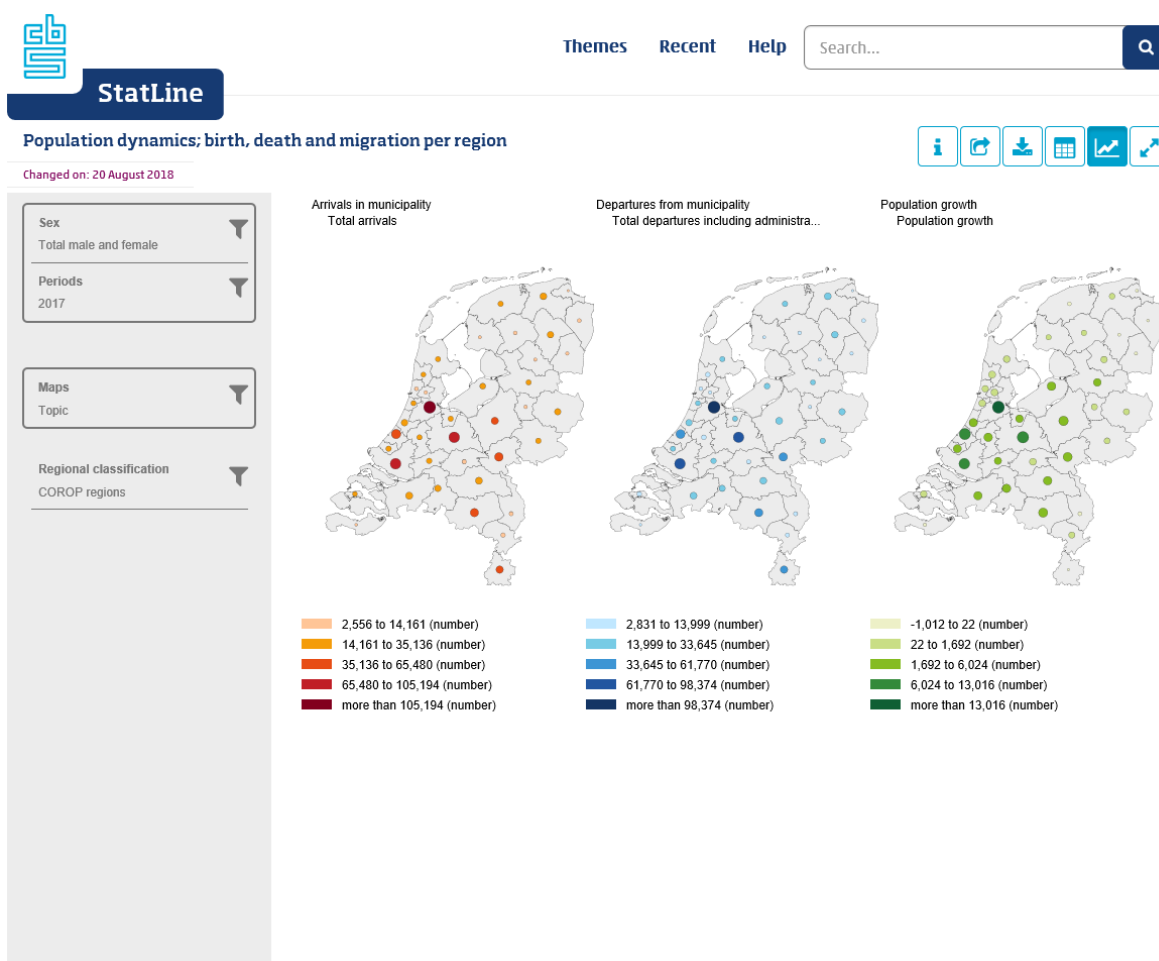 cbs
Themes
Recent
Help
Search...
StatLine
Population dynamics; birth, death and migration per region
Changed on: 20 August 2018
Sex
Total male and female
Periods
2017
Maps
Topic
Regional classification
COROP regions
Arrivals in municipality
Total arrivals
2,556 to 14,161 (number)
14,161 to 35,136 (number)
35,136 to 65,480 (number)
65,480 to 105,194 (number)
more than 105,194 (number)
Departures from municipality
Total departures including administra...
2,831 to 13,999 (number)
13,999 to 33,645 (number)
33,645 to 61,770 (number)
61,770 to 98,374 (number)
more than 98,374 (number)
Population growth
Population growth
-1,012 to 22 (number)
22 to 1,692 (number)
1,692 to 6,024 (number)
6,024 to 13,016 (number)
more than 13,016 (number)